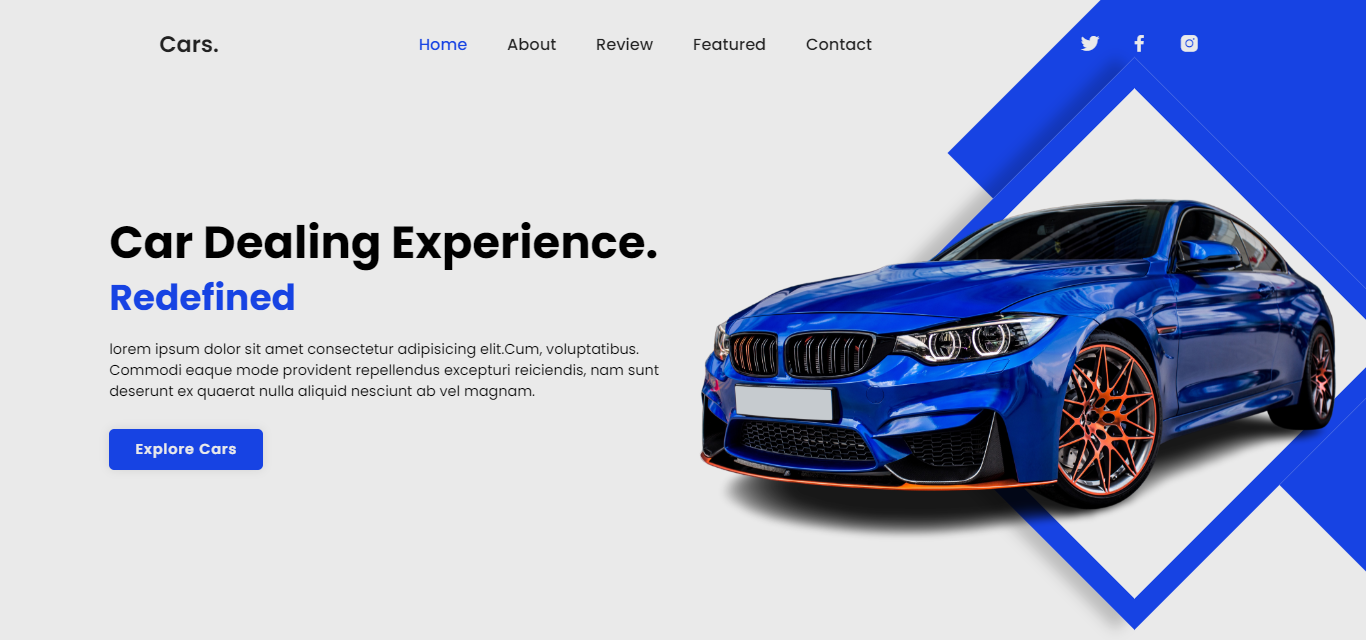 Cars.
Home About Review Featured Contact
Car Dealing Experience.
Redefined
lorem ipsum dolor sit amet consectetur adipisicing elit.Cum, voluptatibus.
Commodi eaque mode provident repellendus excepturi reiciendis, nam sunt
deserunt ex quaerat nulla aliquid nesciunt ab vel magnam.
Explore Cars